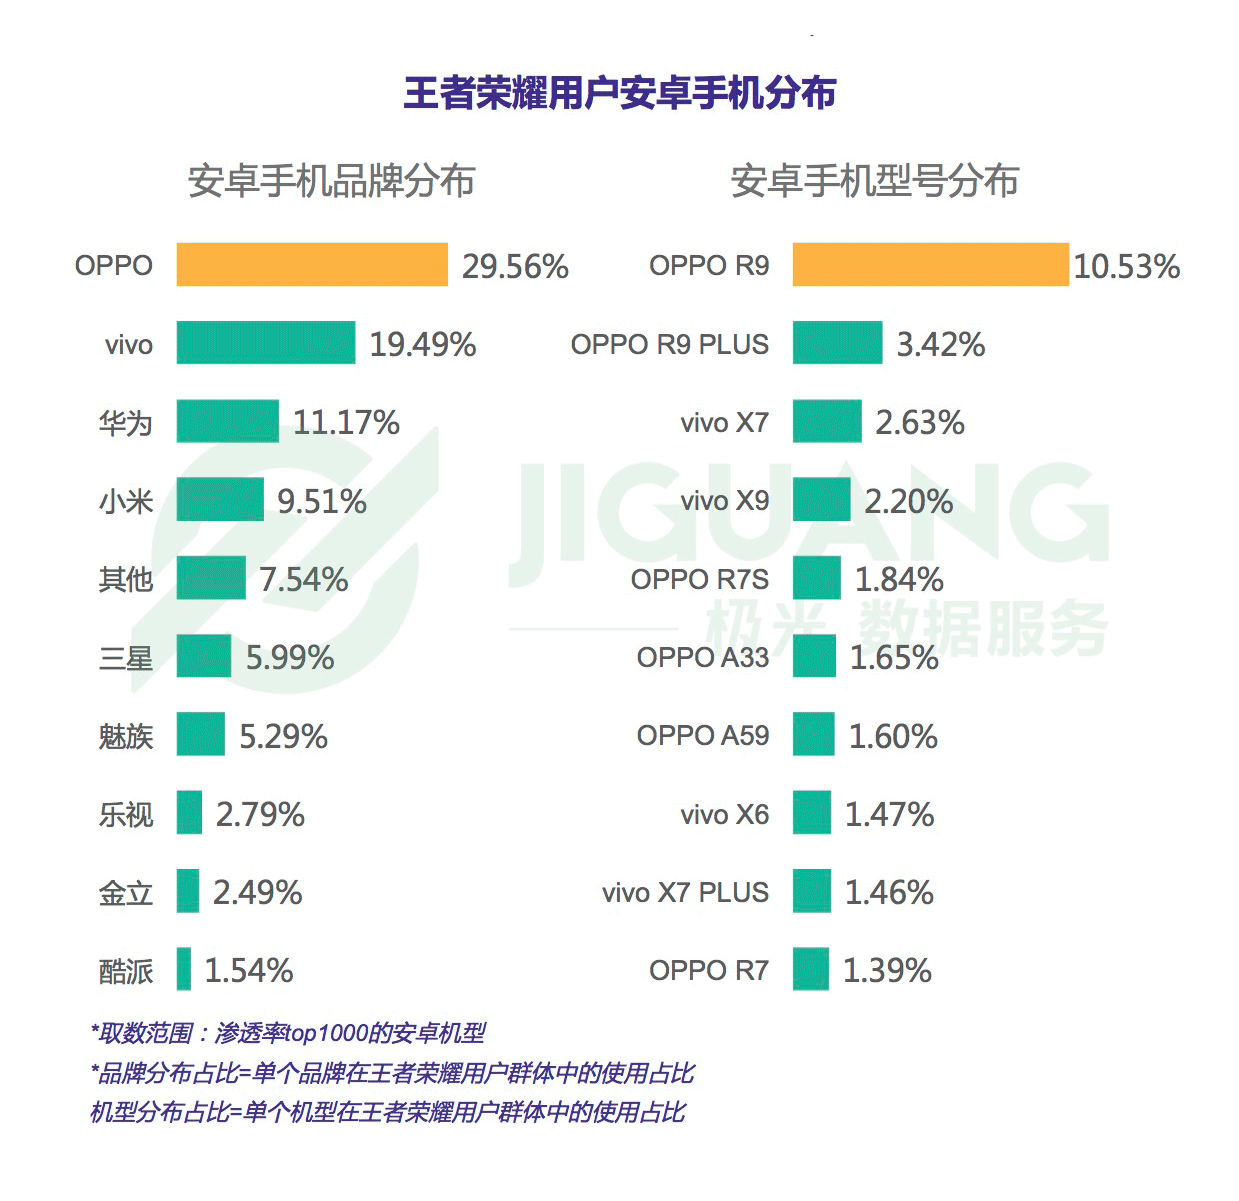 王者荣耀用户安卓手机分布
安卓手机品牌分布
OPPO 29.56%
vivo 19.49%
华为 11.17%
小米 9.51%
其他 7.54%
三星 5.99%
魅族 5.29%
乐视 2.79%
金立 2.49%
酷派 1.54%
安卓手机型号分布
OPPO R9 10.53%
OPPO R9 PLUS 3.42%
vivo X7 2.63%
vivo X9 2.20%
OPPO R7S 1.84%
OPPO A33 1.65%
OPPO A59 1.60%
vivo X6 1.47%
vivo X7 PLUS 1.46%
OPPO R7 1.39%
JIGUANG
极光 数据服务
*取数范围：渗透率top1000的安卓机型
*品牌分布占比=单个品牌在王者荣耀用户群体中的使用占比
机型分布占比=单个机型在王者荣耀用户群体中的使用占比